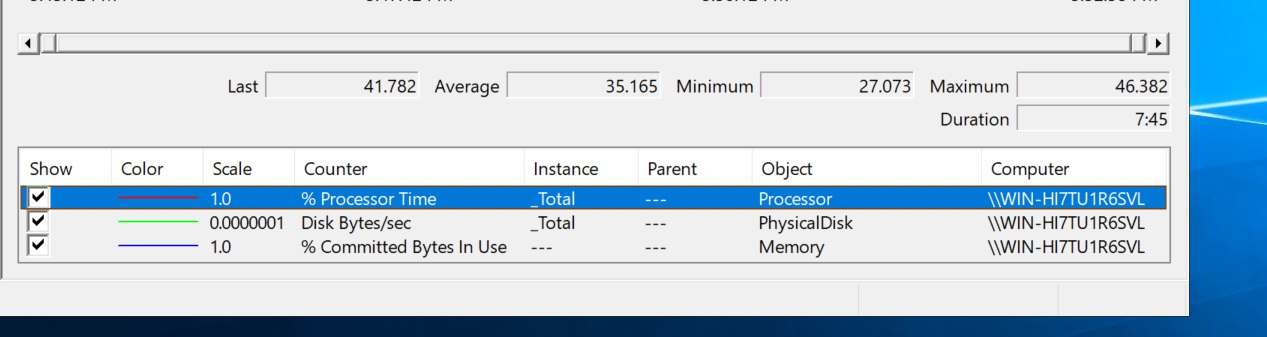 Last 41.782 Average 35.165 Minimum 27.073 Maximum 46.382
Duration 7:45
Show Color Scale Counter Instance Parent Object Computer
1.0 % Processor Time _Total --- Processor \\WIN-HI7TU1R6SVL
0.0000001 Disk Bytes/sec _Total --- PhysicalDisk \\WIN-HI7TU1R6SVL
1.0 % Committed Bytes In Use --- --- Memory \\WIN-HI7TU1R6SVL